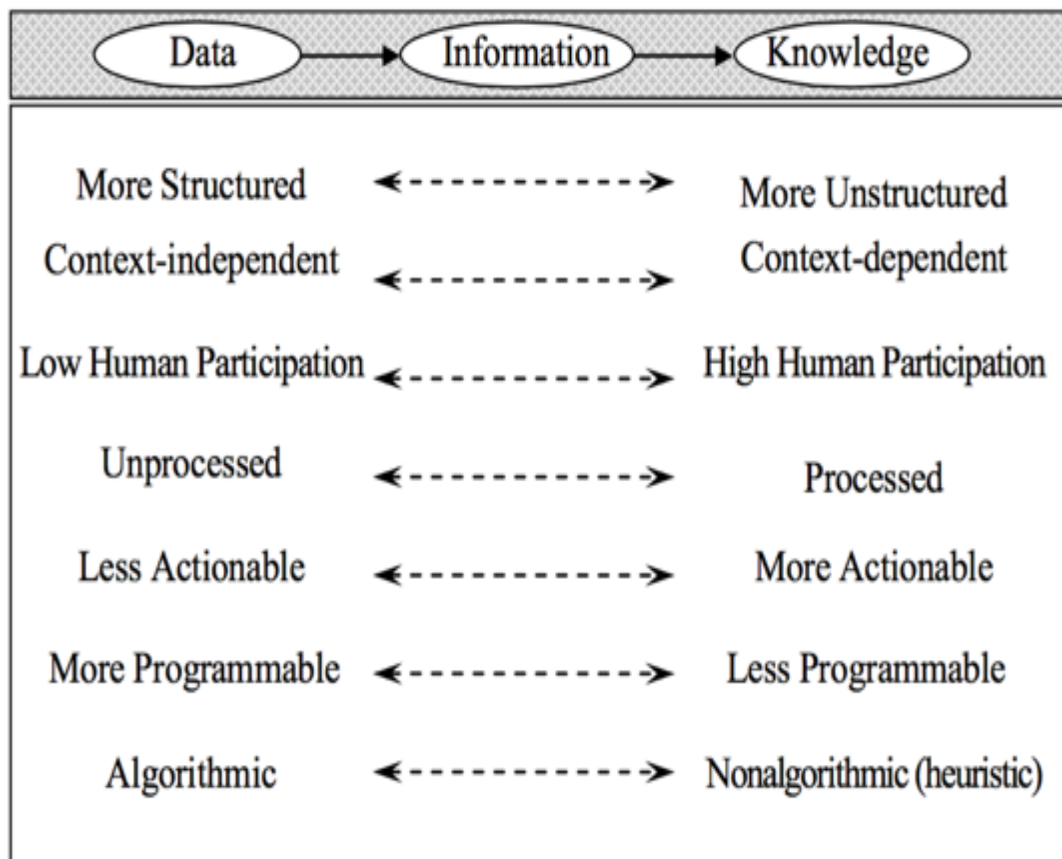 Data Information Knowledge
More Structured More Unstructured
Context-independent Context-dependent
Low Human Participation High Human Participation
Unprocessed Processed
Less Actionable More Actionable
More Programmable Less Programmable
Algorithmic Nonalgorithmic (heuristic)